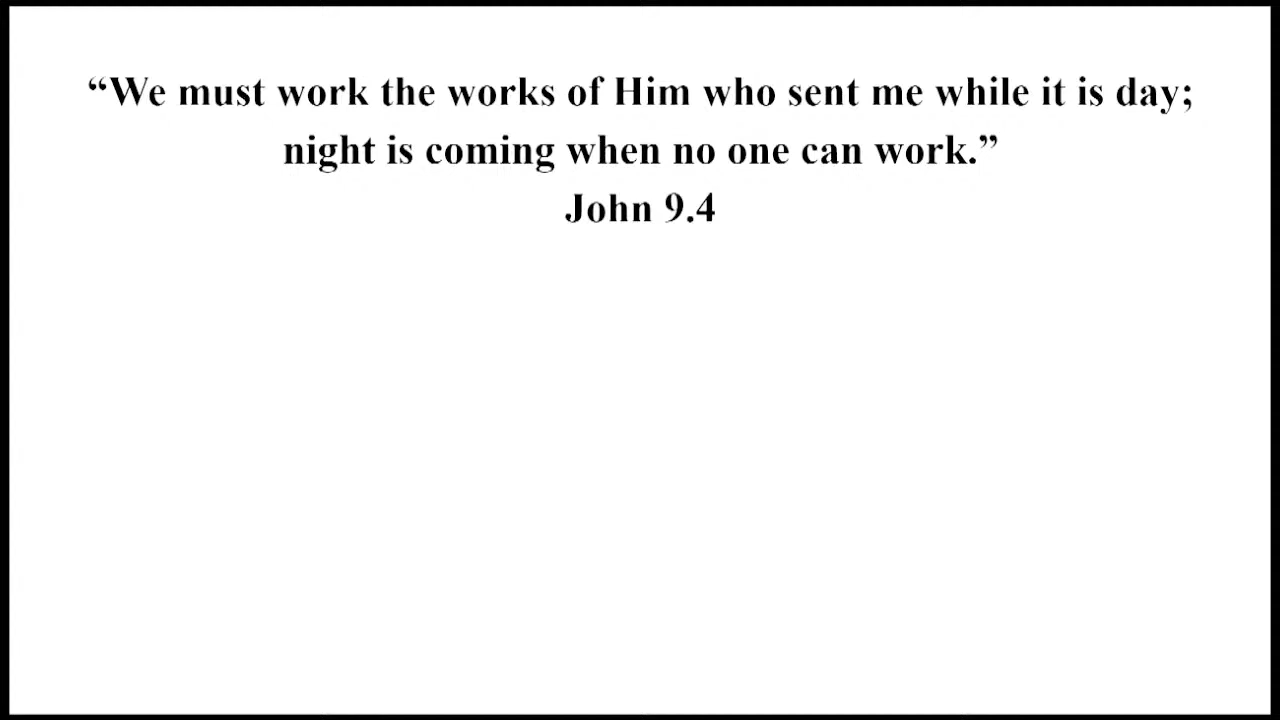 “We must work the works of Him who sent me while it is day;
night is coming when no one can work.”
John 9.4